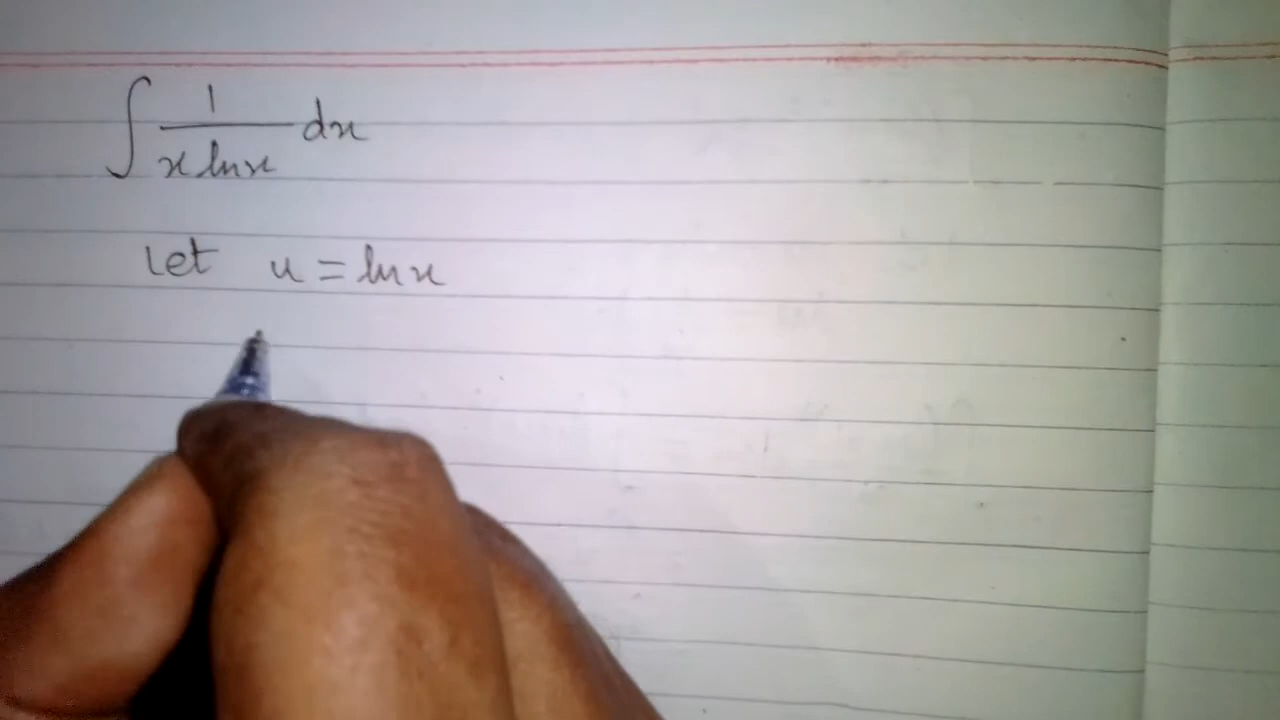 ∫ 1/(x ln x) dx
Let u = ln x